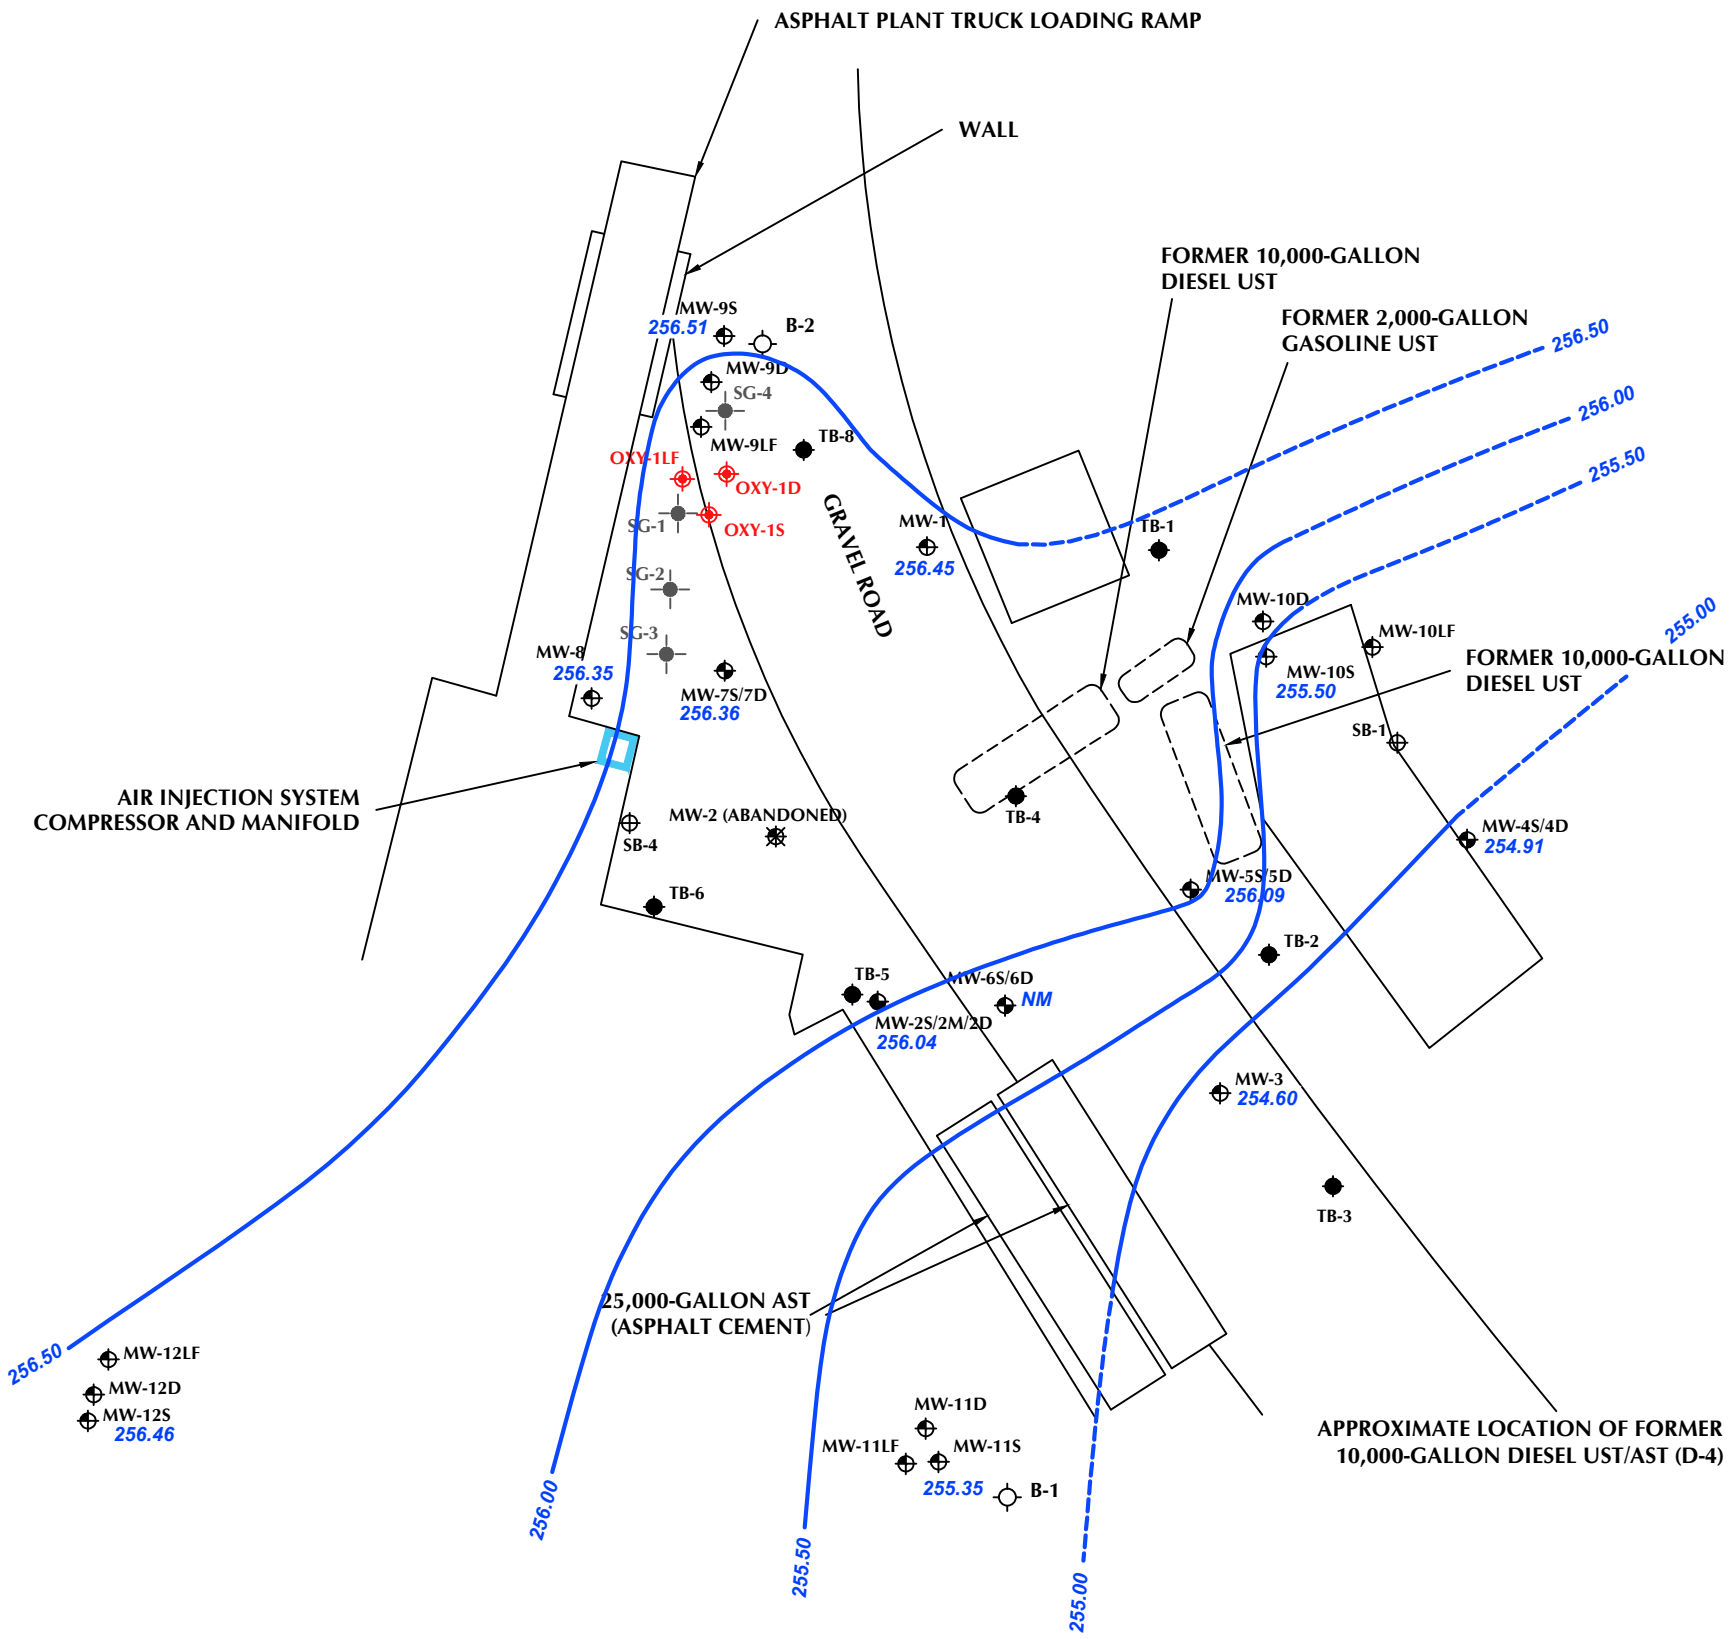 ASPHALT PLANT TRUCK LOADING RAMP
WALL
FORMER 10,000-GALLON
DIESEL UST
FORMER 2,000-GALLON
GASOLINE UST
256.50
256.00
255.50
255.00
MW-9S
256.51
B-2
MW-9D
SG-4
MW-9LF
TB-8
OXY-1LF
OXY-1D
SG-1
OXY-1S
GRAVEL ROAD
MW-1
256.45
TB-1
SG-2
SG-3
MW-8
256.35
MW-7S/7D
256.36
MW-10D
MW-10LF
MW-10S
255.50
FORMER 10,000-GALLON
DIESEL UST
SB-1
AIR INJECTION SYSTEM
COMPRESSOR AND MANIFOLD
SB-4
MW-2 (ABANDONED)
TB-4
MW-4S/4D
254.91
MW-5S/5D
256.09
TB-6
TB-2
TB-5
MW-6S/6D
NM
MW-2S/2M/2D
256.04
MW-3
254.60
TB-3
25,000-GALLON AST
(ASPHALT CEMENT)
256.50
MW-12LF
MW-12D
MW-12S
256.46
MW-11D
MW-11LF
MW-11S
255.35
B-1
APPROXIMATE LOCATION OF FORMER
10,000-GALLON DIESEL UST/AST (D-4)
256.00
255.50
255.00